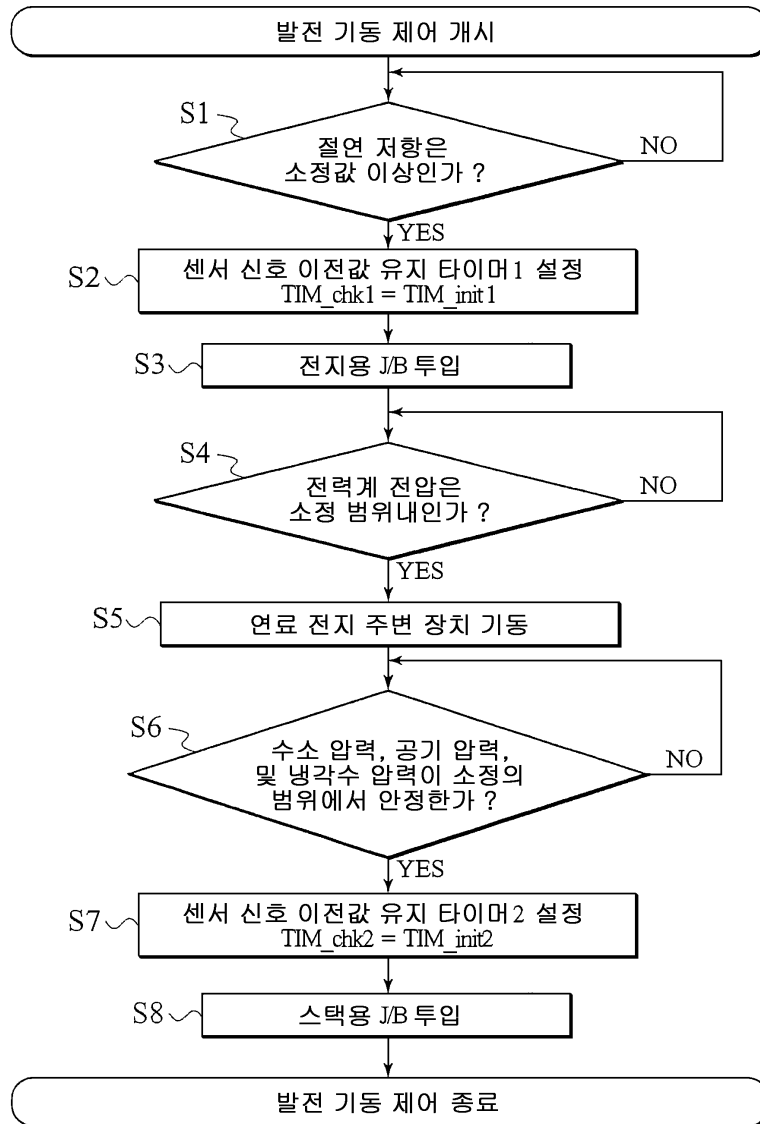 발전 기동 제어 개시
S1
절연 저항은
소정값 이상인가 ?
NO
YES
S2
센서 신호 이전값 유지 타이머1 설정
TIM_chk1 = TIM_init1
S3
전지용 J/B 투입
S4
전력계 전압은
소정 범위내인가 ?
NO
YES
S5
연료 전지 주변 장치 기동
S6
수소 압력, 공기 압력,
및 냉각수 압력이 소정의
범위에서 안정한가 ?
NO
YES
S7
센서 신호 이전값 유지 타이머2 설정
TIM_chk2 = TIM_init2
S8
스택용 J/B 투입
발전 기동 제어 종료